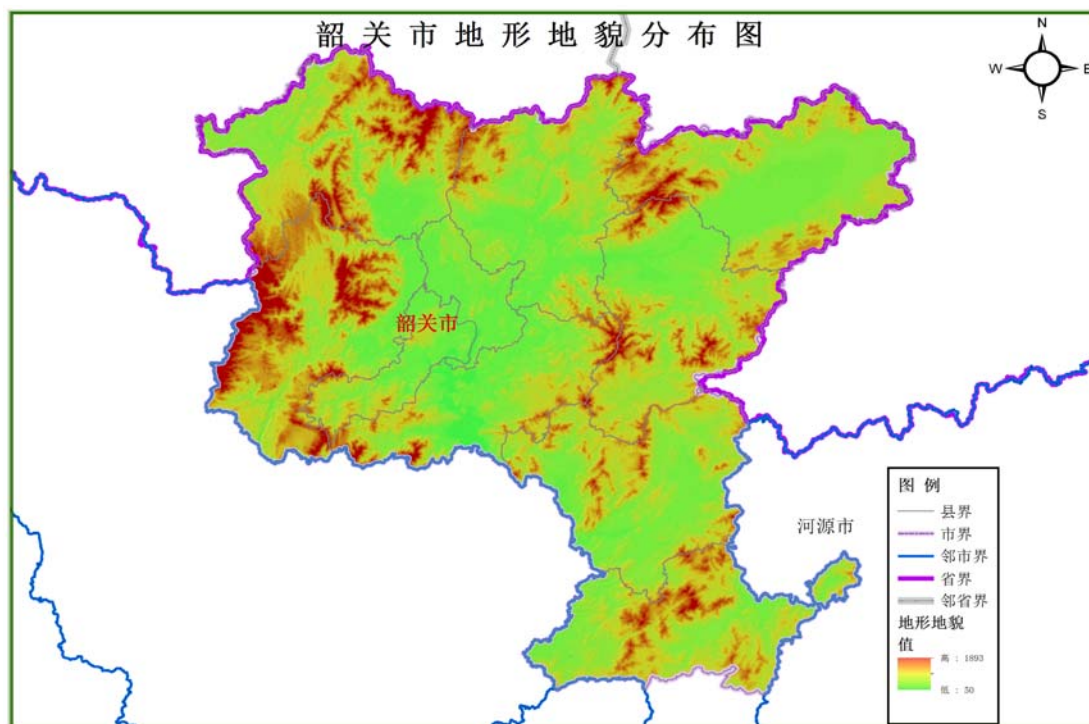 韶关市地形地貌分布图
N
W
E
S
韶关市
河源市
图 例
县界
市界
邻市界
省界
邻省界
地形地貌
值
高 : 1893
低 : 50